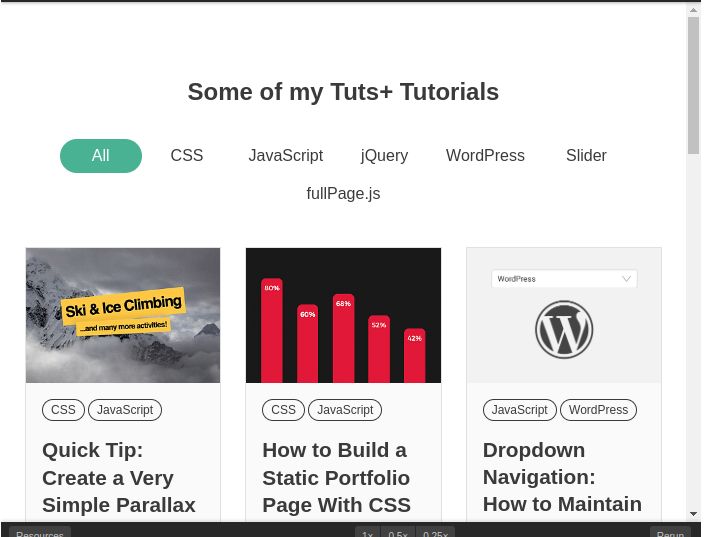 Some of my Tuts+ Tutorials
All CSS JavaScript jQuery WordPress Slider
fullPage.js
Ski & Ice Climbing
...and many more activities!
80%
60%
68%
52%
42%
WordPress
CSS JavaScript
CSS JavaScript
JavaScript WordPress
Quick Tip:
Create a Very
Simple Parallax
How to Build a
Static Portfolio
Page With CSS
Dropdown
Navigation:
How to Maintain
Resources 1× 0.5× 0.25× Rerun